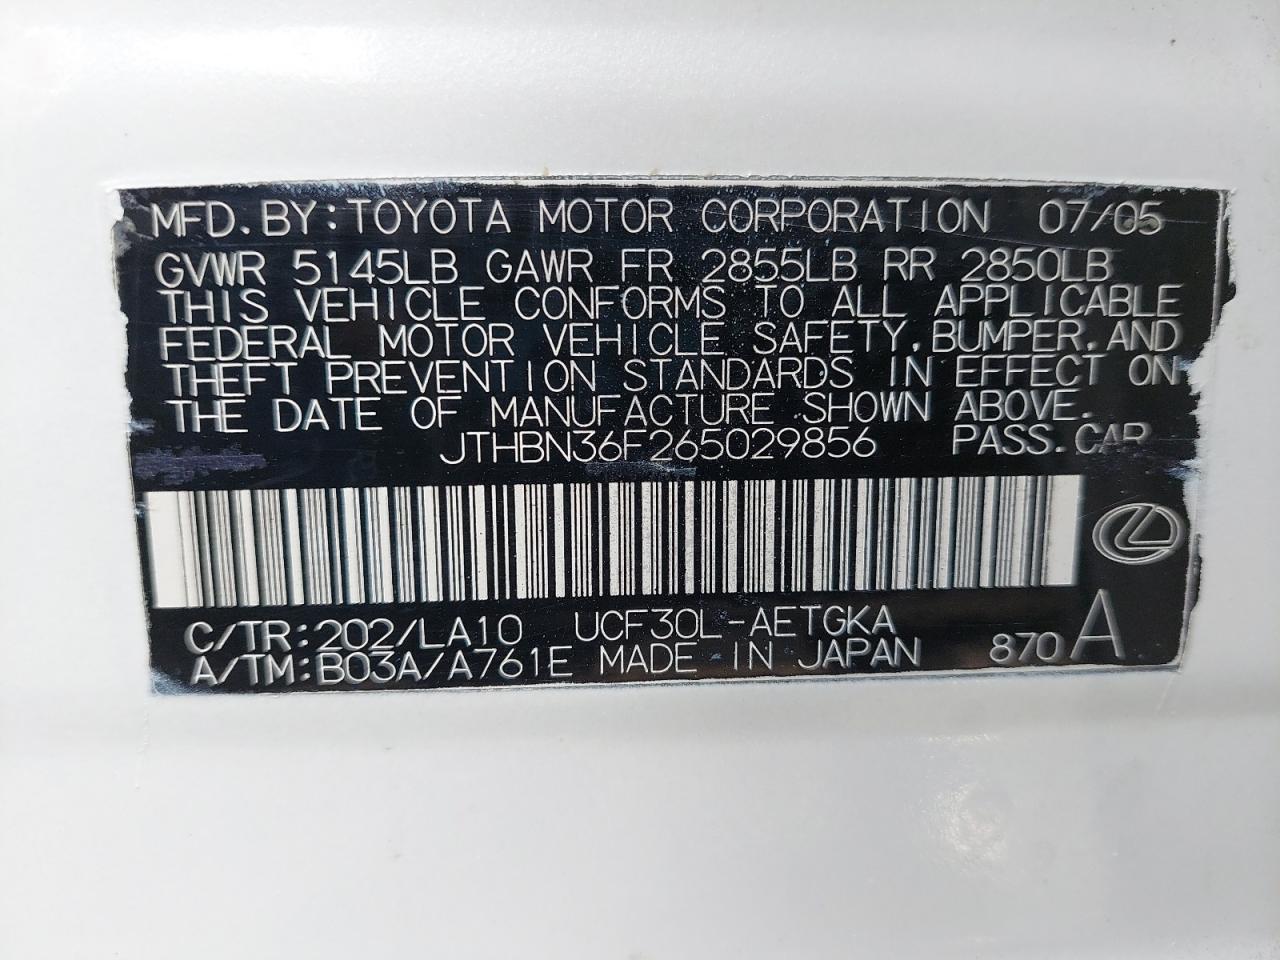 MFD. BY: TOYOTA MOTOR CORPORATION 07/05
GVWR 5145LB GAWR FR 2855LB RR 2850LB
THIS VEHICLE CONFORMS TO ALL APPLICABLE
FEDERAL MOTOR VEHICLE SAFETY, BUMPER, AND
THEFT PREVENTION STANDARDS IN EFFECT ON
THE DATE OF MANUFACTURE SHOWN ABOVE.
JTHBN36F265029856 PASS. CAR
C/TR: 202/LA10 UCF30L-AETGKA
A/TM: B03A/A761E MADE IN JAPAN 870 A